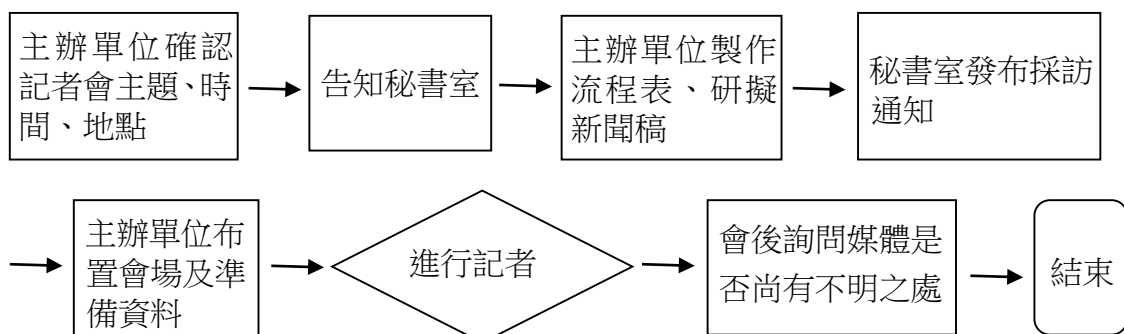 主辦單位確認
記者會主題、時
間、地點
告知秘書室
主辦單位製作
流程表、研擬
新聞稿
秘書室發布採訪
通知
主辦單位布
置會場及準
備資料
進行記者
會後詢問媒體是
否尚有不明之處
結束